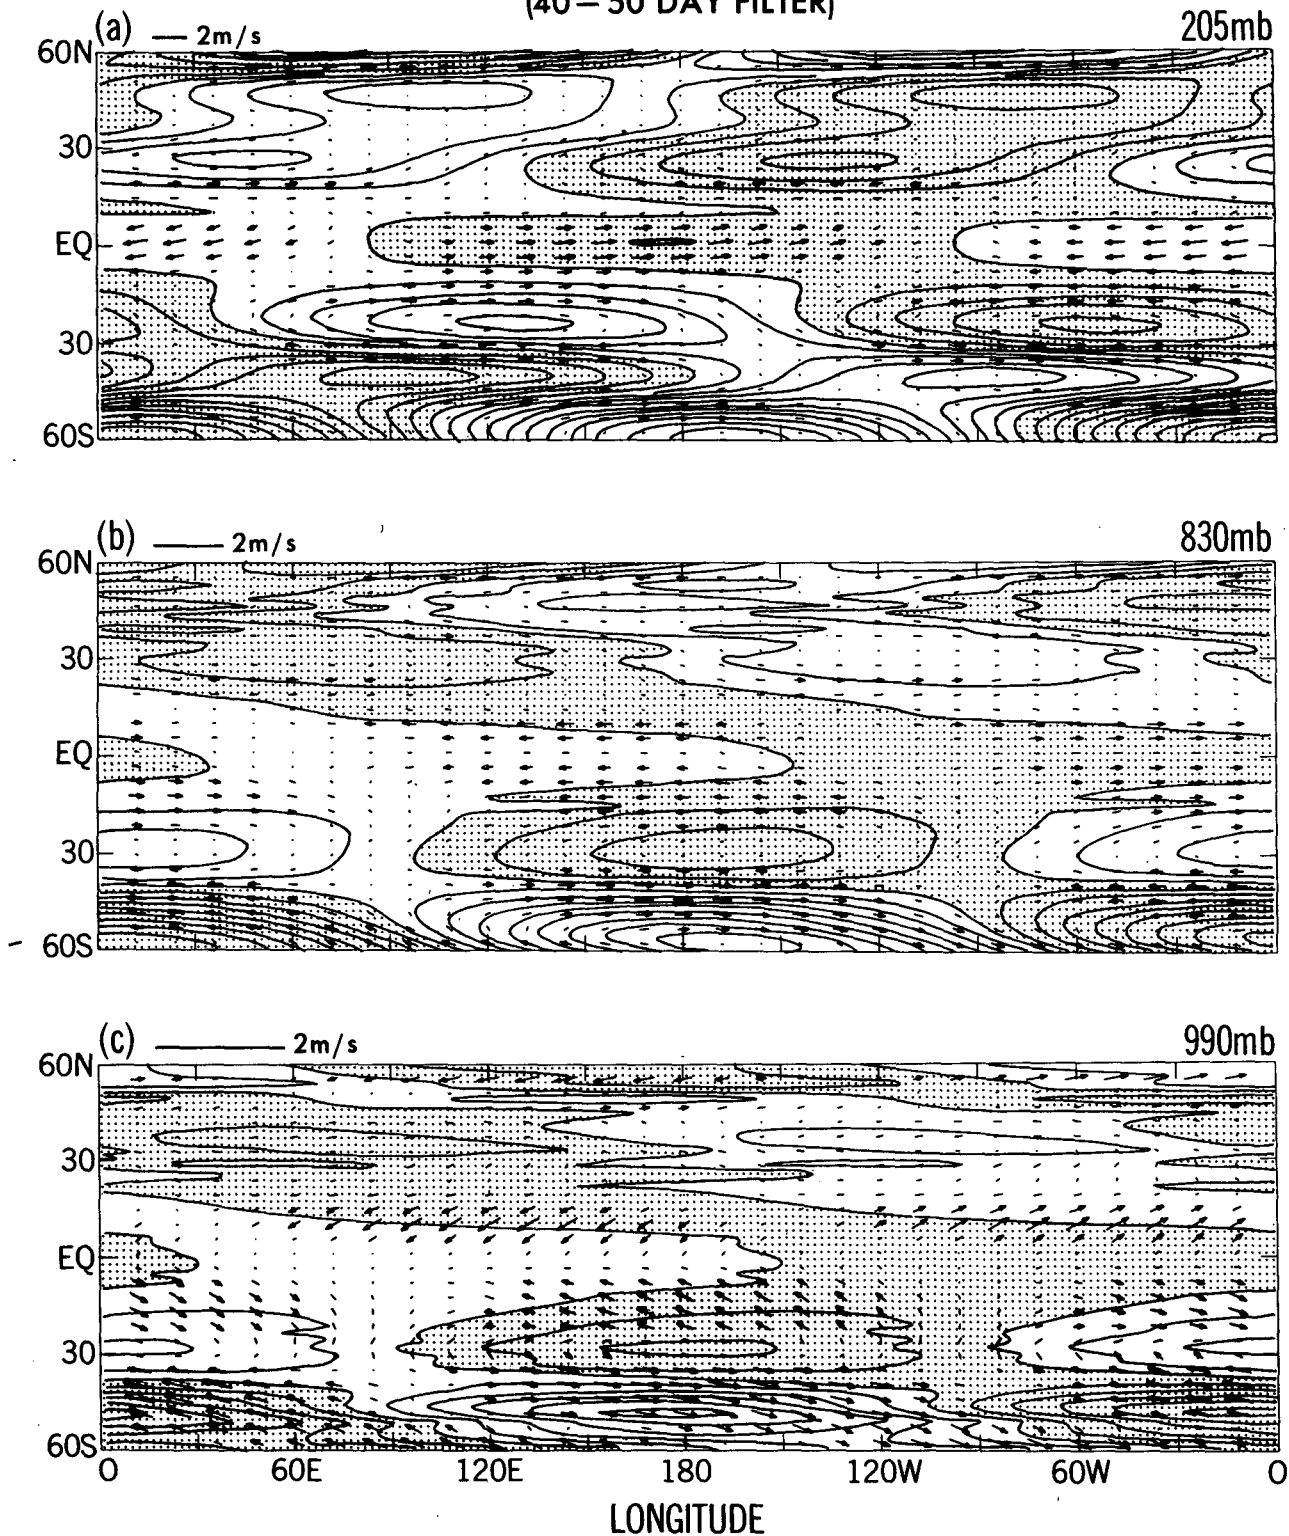 (40 – 50 DAY FILTER)
(a) 2m/s 205mb
60N
30
EQ
30
60S
(b) 2m/s 830mb
60N
30
EQ
30
60S
(c) 2m/s 990mb
60N
30
EQ
30
60S
0 60E 120E 180 120W 60W 0
LONGITUDE